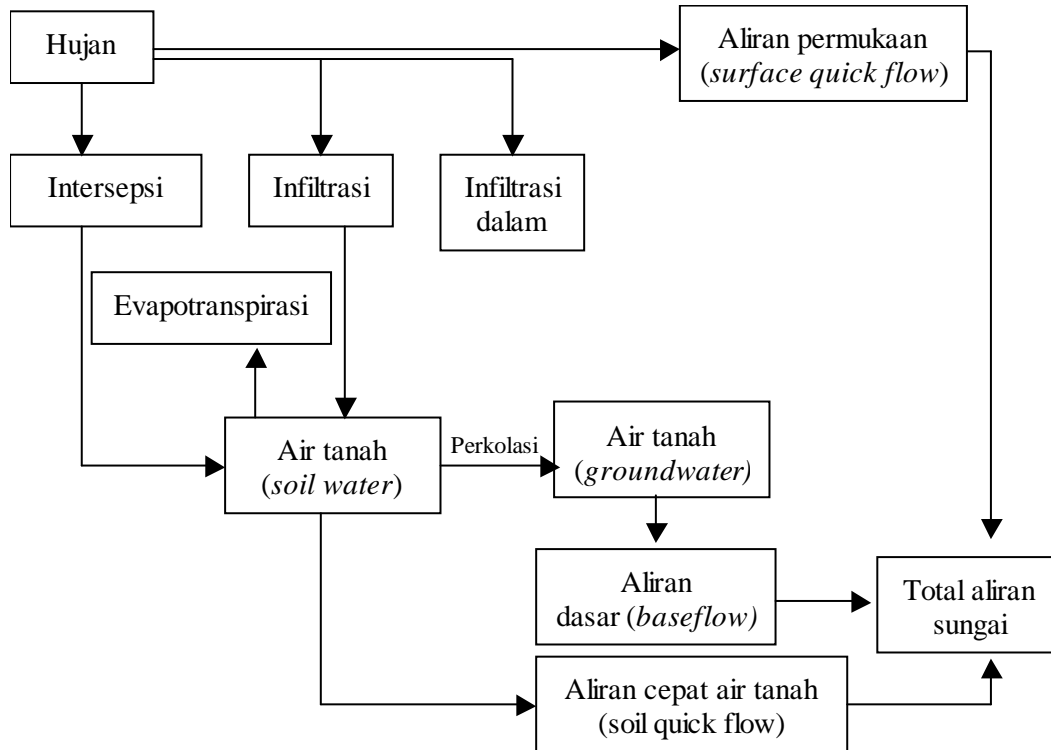 Hujan
Aliran permukaan
(surface quick flow)
Intersepsi
Infiltrasi
Infiltrasi
dalam
Evapotranspirasi
Air tanah
(soil water)
Perkolasi
Air tanah
(groundwater)
Aliran
dasar (baseflow)
Total aliran
sungai
Aliran cepat air tanah
(soil quick flow)